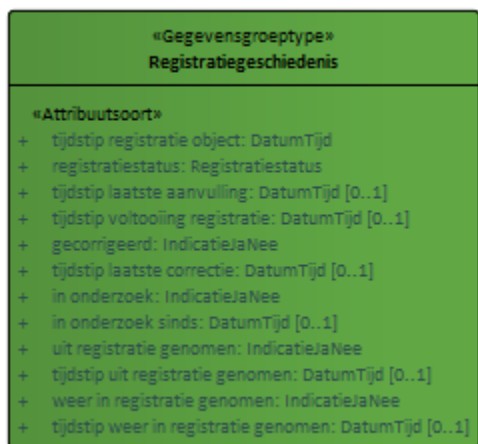 «Gegevensgroeptype»
Registratiegeschiedenis
«Attribuutsoort»
+ tijdstip registratie object: DatumTijd
+ registratiestatus: Registratiestatus
+ tijdstip laatste aanvulling: DatumTijd [0..1]
+ tijdstip voltooiing registratie: DatumTijd [0..1]
+ gecorrigeerd: IndicatieJaNee
+ tijdstip laatste correctie: DatumTijd [0..1]
+ in onderzoek: IndicatieJaNee
+ in onderzoek sinds: DatumTijd [0..1]
+ uit registratie genomen: IndicatieJaNee
+ tijdstip uit registratie genomen: DatumTijd [0..1]
+ weer in registratie genomen: IndicatieJaNee
+ tijdstip weer in registratie genomen: DatumTijd [0..1]